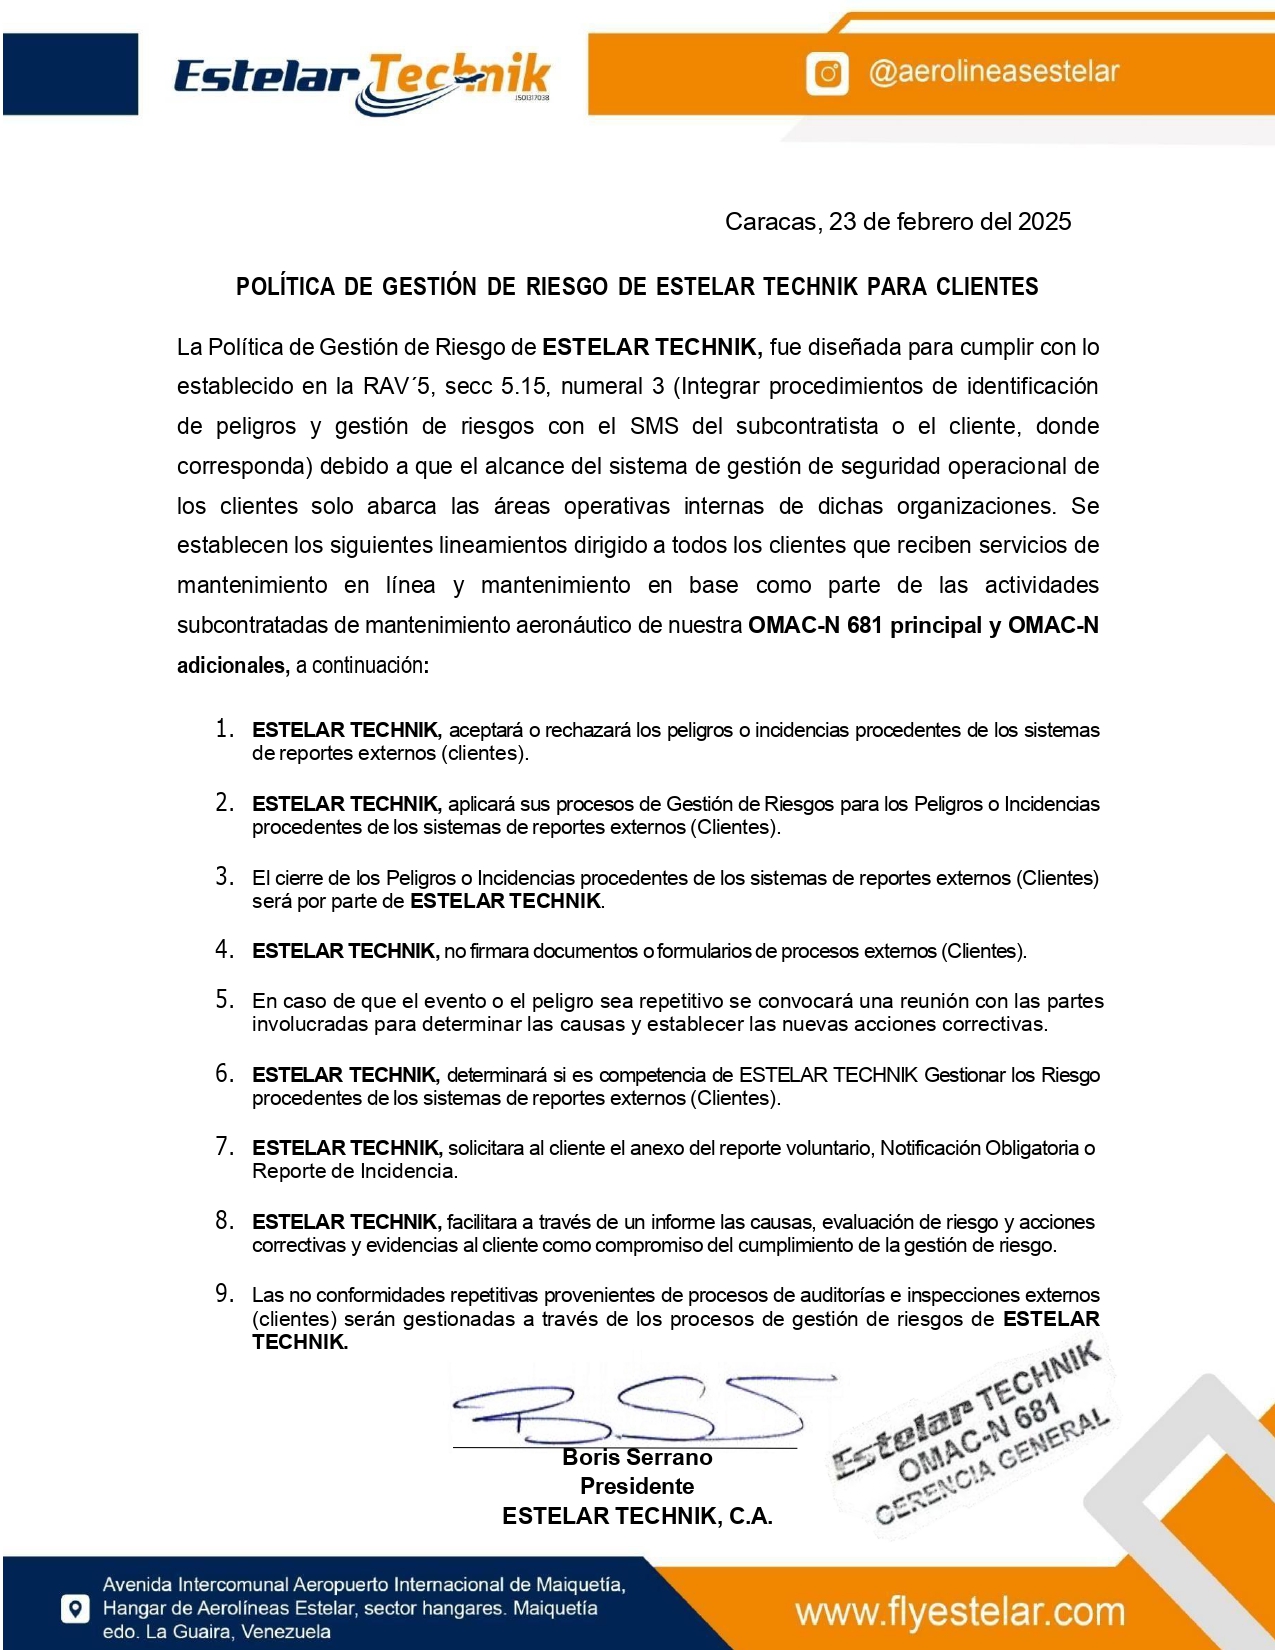 Estelar Technik
J501317038
@aerolineasestelar
Caracas, 23 de febrero del 2025
POLÍTICA DE GESTIÓN DE RIESGO DE ESTELAR TECHNIK PARA CLIENTES
La Política de Gestión de Riesgo de ESTELAR TECHNIK, fue diseñada para cumplir con lo
establecido en la RAV´5, secc 5.15, numeral 3 (Integrar procedimientos de identificación
de peligros y gestión de riesgos con el SMS del subcontratista o el cliente, donde
corresponda) debido a que el alcance del sistema de gestión de seguridad operacional de
los clientes solo abarca las áreas operativas internas de dichas organizaciones. Se
establecen los siguientes lineamientos dirigido a todos los clientes que reciben servicios de
mantenimiento en línea y mantenimiento en base como parte de las actividades
subcontratadas de mantenimiento aeronáutico de nuestra OMAC-N 681 principal y OMAC-N
adicionales, a continuación:
1. ESTELAR TECHNIK, aceptará o rechazará los peligros o incidencias procedentes de los sistemas
de reportes externos (clientes).
2. ESTELAR TECHNIK, aplicará sus procesos de Gestión de Riesgos para los Peligros o Incidencias
procedentes de los sistemas de reportes externos (Clientes).
3. El cierre de los Peligros o Incidencias procedentes de los sistemas de reportes externos (Clientes)
será por parte de ESTELAR TECHNIK.
4. ESTELAR TECHNIK, no firmara documentos o formularios de procesos externos (Clientes).
5. En caso de que el evento o el peligro sea repetitivo se convocará una reunión con las partes
involucradas para determinar las causas y establecer las nuevas acciones correctivas.
6. ESTELAR TECHNIK, determinará si es competencia de ESTELAR TECHNIK Gestionar los Riesgo
procedentes de los sistemas de reportes externos (Clientes).
7. ESTELAR TECHNIK, solicitara al cliente el anexo del reporte voluntario, Notificación Obligatoria o
Reporte de Incidencia.
8. ESTELAR TECHNIK, facilitara a través de un informe las causas, evaluación de riesgo y acciones
correctivas y evidencias al cliente como compromiso del cumplimiento de la gestión de riesgo.
9. Las no conformidades repetitivas provenientes de procesos de auditorías e inspecciones externos
(clientes) serán gestionadas a través de los procesos de gestión de riesgos de ESTELAR
TECHNIK.
Estelar TECHNIK
OMAC-N 681
GERENCIA GENERAL
Boris Serrano
Presidente
ESTELAR TECHNIK, C.A.
Avenida Intercomunal Aeropuerto Internacional de Maiquetía,
Hangar de Aerolíneas Estelar, sector hangares. Maiquetía
edo. La Guaira, Venezuela
www.flyestelar.com